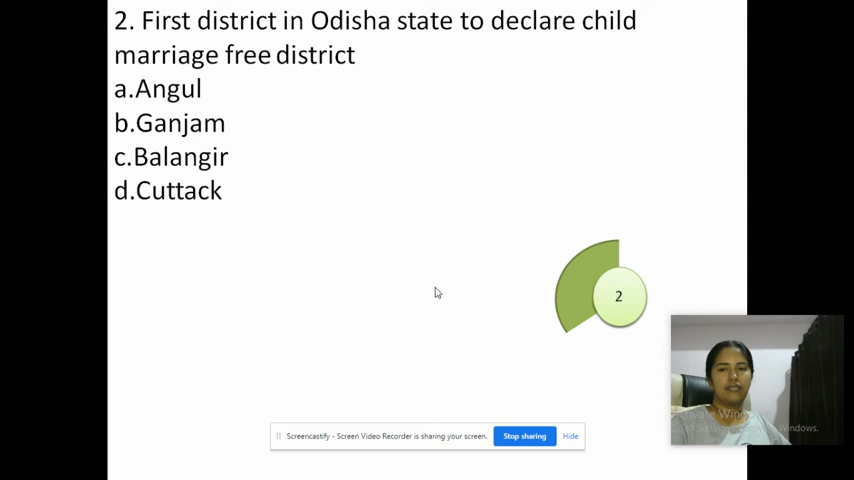 2. First district in Odisha state to declare child
marriage free district
a.Angul
b.Ganjam
c.Balangir
d.Cuttack
2
Screencastify - Screen Video Recorder is sharing your screen.
Stop sharing
Hide